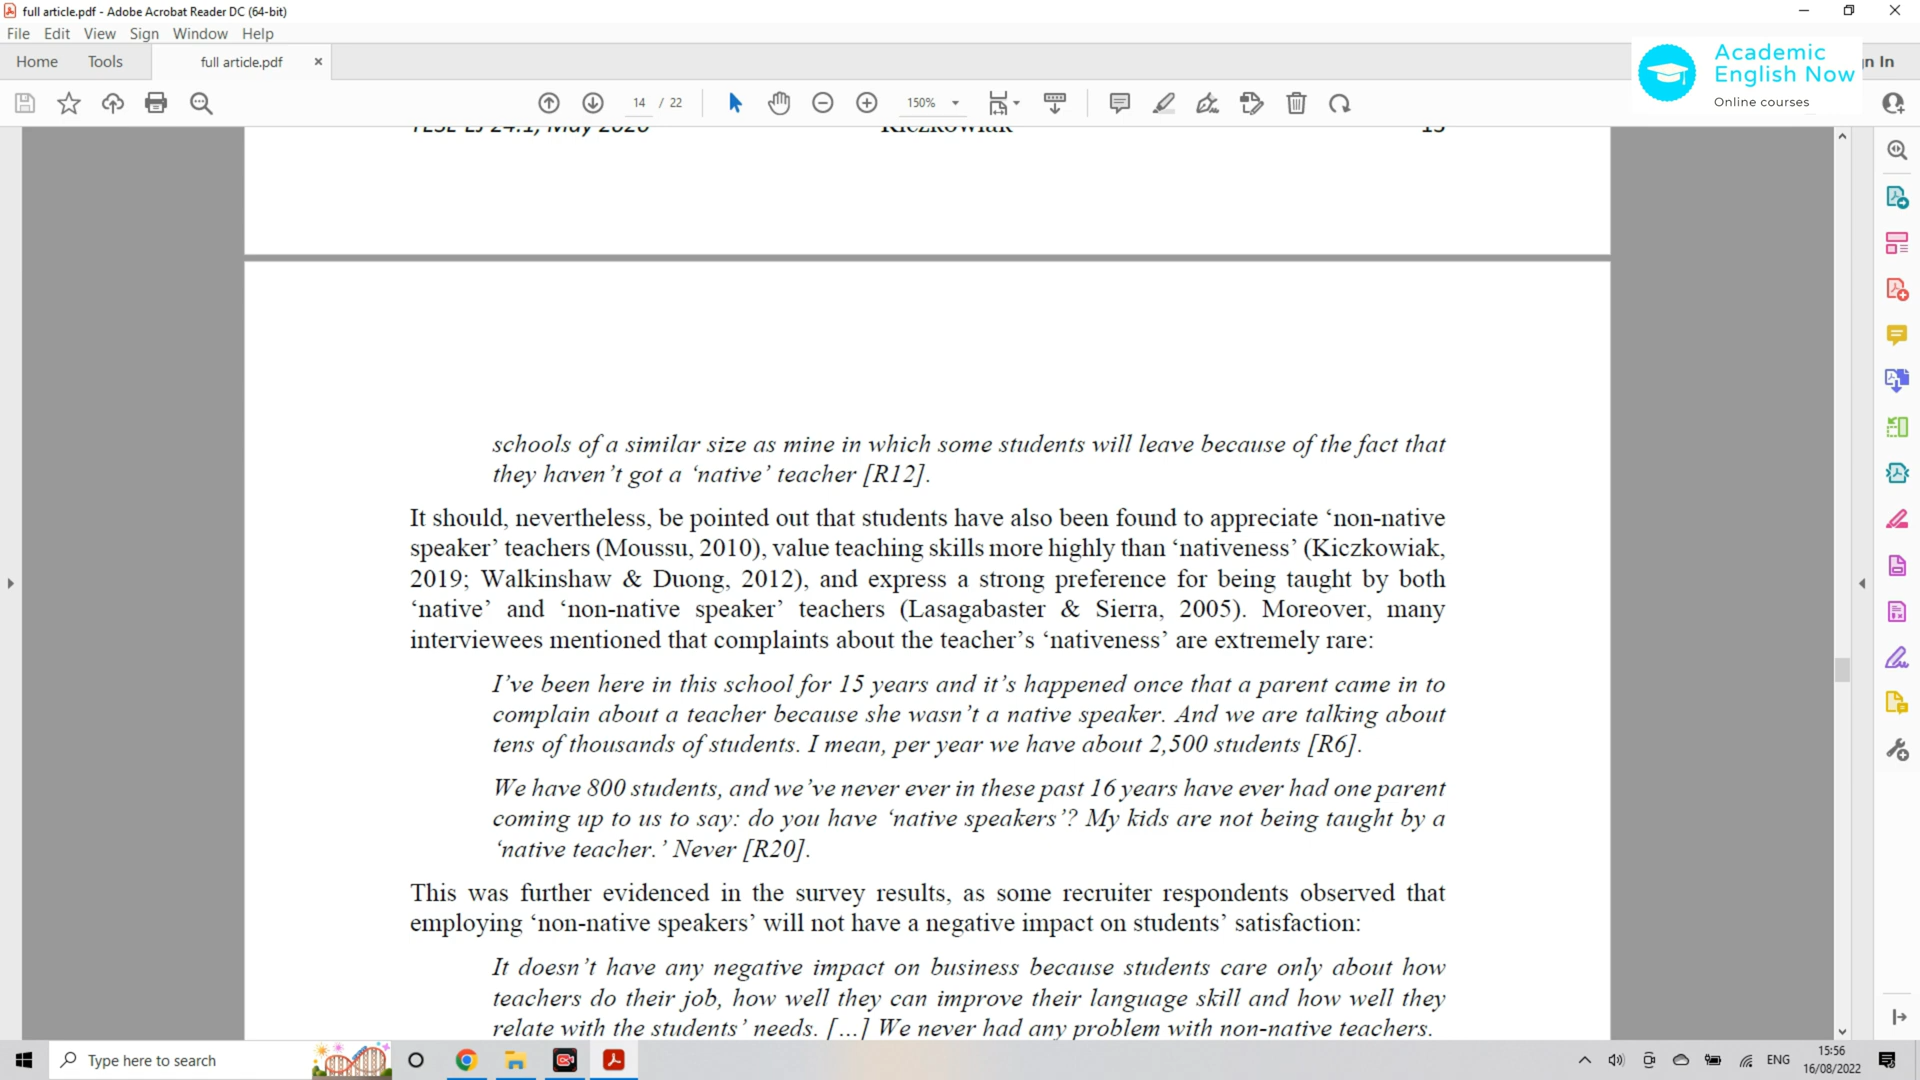 full article.pdf - Adobe Acrobat Reader DC (64-bit)
File Edit View Sign Window Help
Home Tools full article.pdf
gn In
Academic
English Now
Online courses
14 / 22
150%
TESL-EJ 24.1, May 2020 Kiczkowiak 13
schools of a similar size as mine in which some students will leave because of the fact that
they haven’t got a ‘native’ teacher [R12].
It should, nevertheless, be pointed out that students have also been found to appreciate ‘non-native
speaker’ teachers (Moussu, 2010), value teaching skills more highly than ‘nativeness’ (Kiczkowiak,
2019; Walkinshaw & Duong, 2012), and express a strong preference for being taught by both
‘native’ and ‘non-native speaker’ teachers (Lasagabaster & Sierra, 2005). Moreover, many
interviewees mentioned that complaints about the teacher’s ‘nativeness’ are extremely rare:
I’ve been here in this school for 15 years and it’s happened once that a parent came in to
complain about a teacher because she wasn’t a native speaker. And we are talking about
tens of thousands of students. I mean, per year we have about 2,500 students [R6].
We have 800 students, and we’ve never ever in these past 16 years have ever had one parent
coming up to us to say: do you have ‘native speakers’? My kids are not being taught by a
‘native teacher.’ Never [R20].
This was further evidenced in the survey results, as some recruiter respondents observed that
employing ‘non-native speakers’ will not have a negative impact on students’ satisfaction:
It doesn’t have any negative impact on business because students care only about how
teachers do their job, how well they can improve their language skill and how well they
relate with the students’ needs. […] We never had any problem with non-native teachers.
Type here to search
ENG
15:56
16/08/2022